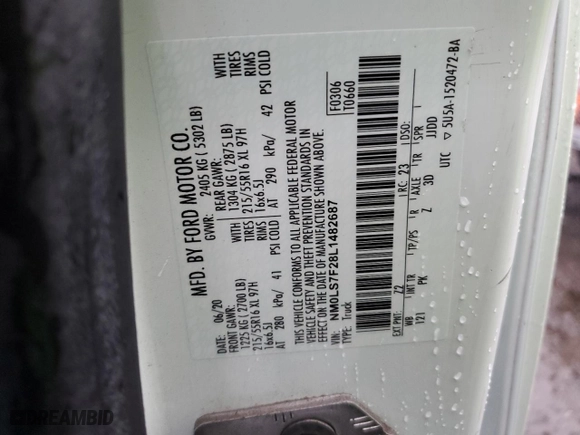 MFD. BY FORD MOTOR CO.
DATE: 06/20 GVWR: 2405 KG ( 5302 LB)
FRONT GAWR: REAR GAWR:
1225 KG ( 2700 LB) 1304 KG ( 2875 LB) WITH
215/55R16 XL 97H 215/55R16 XL 97H TIRES
16x6.5J 16x6.5J RIMS
AT 280 kPa/ 41 PSI COLD AT 290 kPa/ 42 PSI COLD
WITH
TIRES
RIMS
THIS VEHICLE CONFORMS TO ALL APPLICABLE FEDERAL MOTOR
VEHICLE SAFETY AND THEFT PREVENTION STANDARDS IN
EFFECT ON THE DATE OF MANUFACTURE SHOWN ABOVE.
VIN: NM0LS7F28L1482687
TYPE: Truck
F0306
T0660
EXT PNT: 72 RC: 23 DSO:
WB INT TR TP/PS R AXLE TR SPR
121 PK Z 3D JJDD
UTC ▽ 5U5A-1520472-BA
DREAMBID